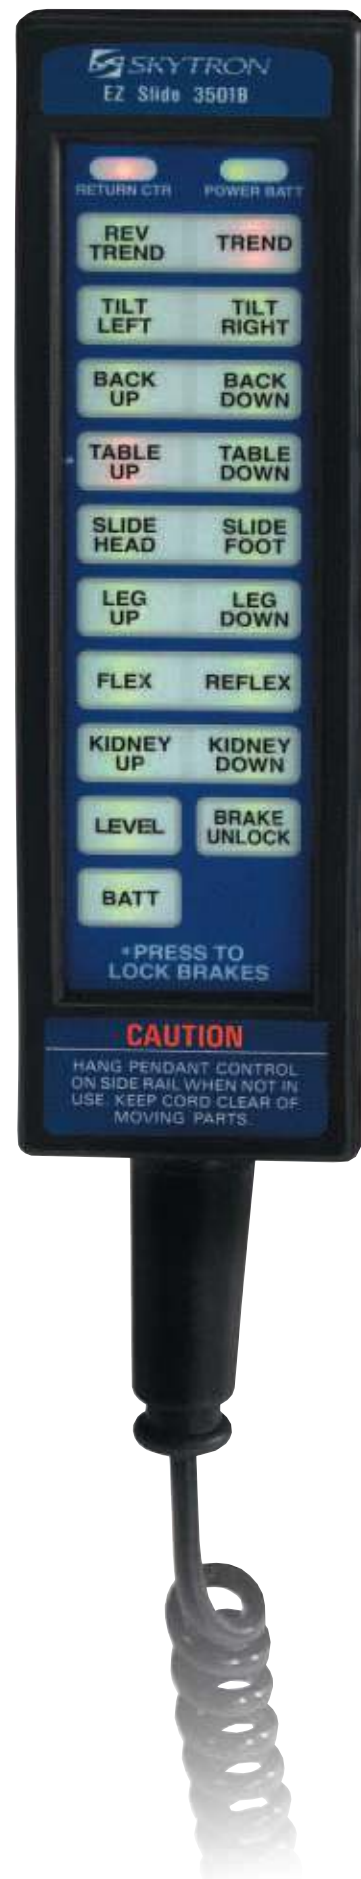 SKYTRON
EZ Slide 3501B
RETURN CTR POWER BATT
REV TREND
TREND
TILT LEFT
TILT RIGHT
BACK UP
BACK DOWN
TABLE UP
TABLE DOWN
SLIDE HEAD
SLIDE FOOT
LEG UP
LEG DOWN
FLEX REFLEX
KIDNEY UP
KIDNEY DOWN
LEVEL
BRAKE UNLOCK
BATT
*PRESS TO
LOCK BRAKES
CAUTION
HANG PENDANT CONTROL
ON SIDE RAIL WHEN NOT IN
USE. KEEP CORD CLEAR OF
MOVING PARTS.